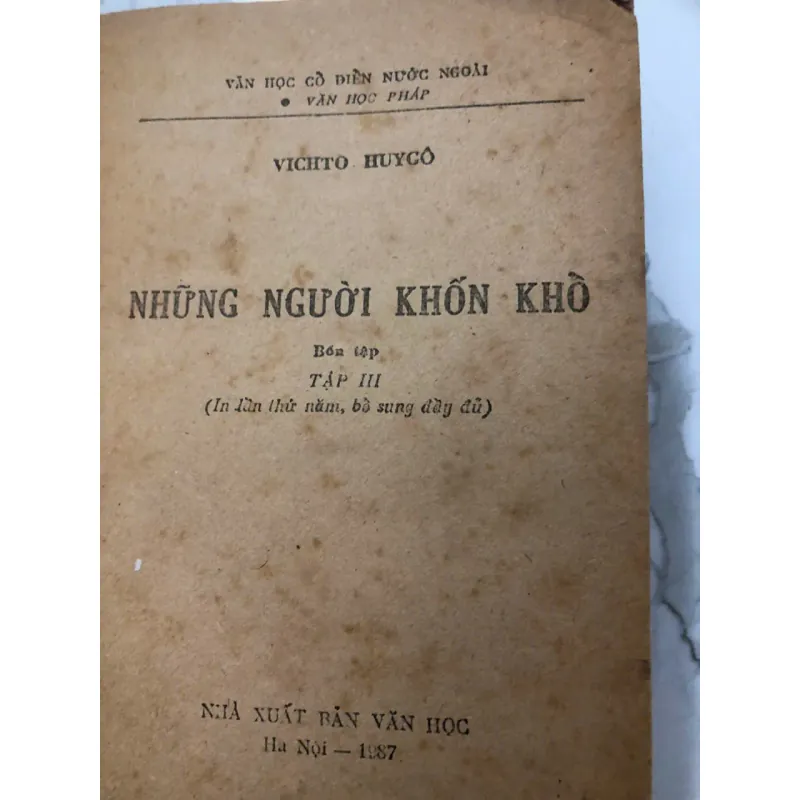 VĂN HỌC CỔ ĐIỂN NƯỚC NGOÀI
● VĂN HỌC PHÁP
VICHTO HUYGÔ
NHỮNG NGƯỜI KHỐN KHỔ
Bốn tập
TẬP III
(In lần thứ năm, bổ sung đầy đủ)
NHÀ XUẤT BẢN VĂN HỌC
Hà Nội — 1987